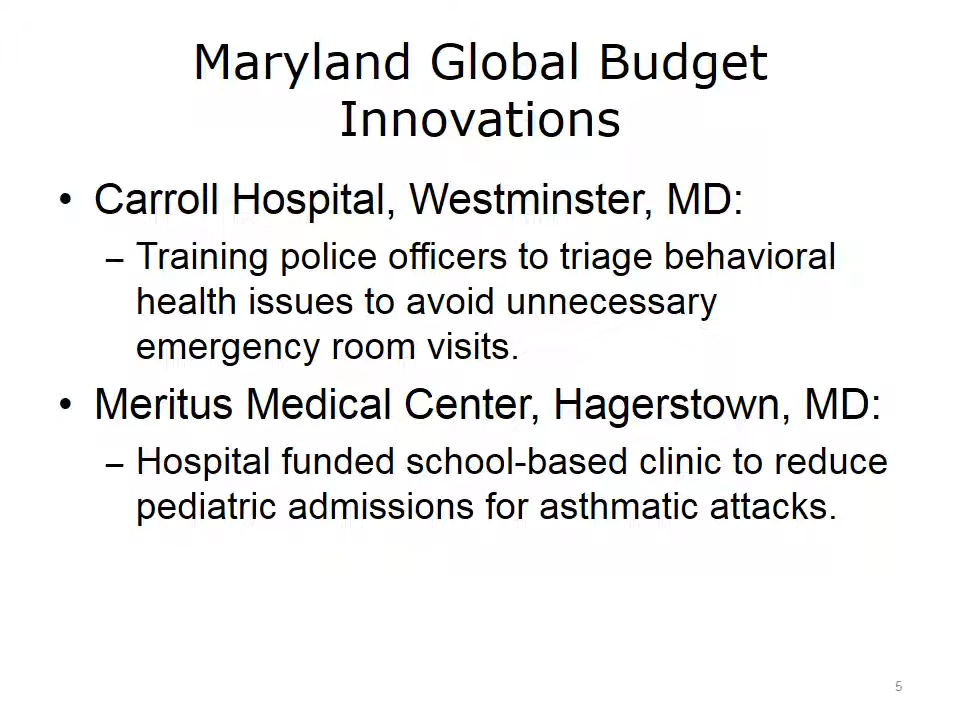 Maryland Global Budget
Innovations
• Carroll Hospital, Westminster, MD:
– Training police officers to triage behavioral
health issues to avoid unnecessary
emergency room visits.
• Meritus Medical Center, Hagerstown, MD:
– Hospital funded school-based clinic to reduce
pediatric admissions for asthmatic attacks.
5